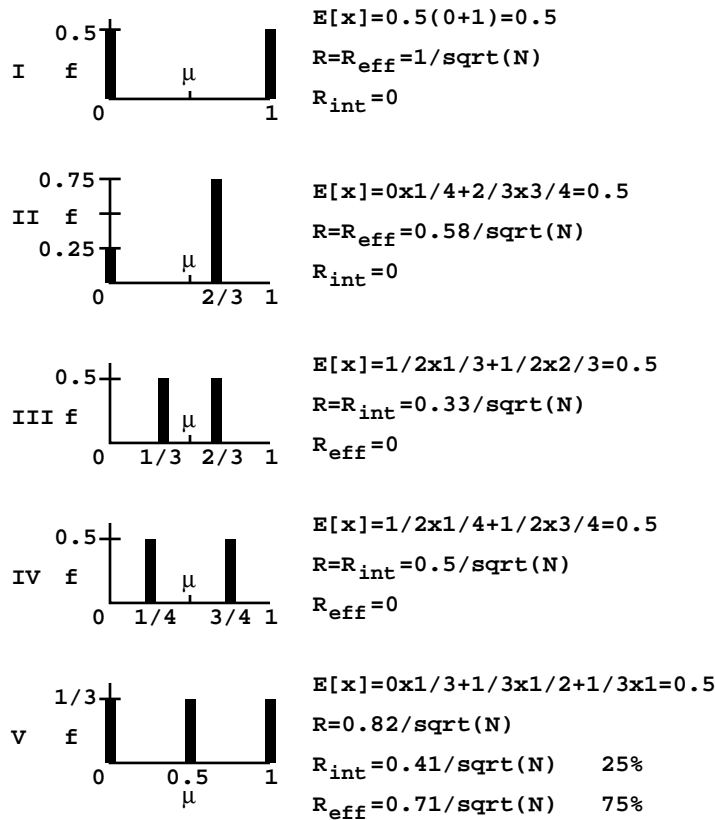 0.5
I f
μ
0 1
E[x]=0.5(0+1)=0.5
R=Reff=1/sqrt(N)
Rint=0
0.75
II f
0.25
μ
0 2/3 1
E[x]=0x1/4+2/3x3/4=0.5
R=Reff=0.58/sqrt(N)
Rint=0
0.5
III f
μ
0 1/3 2/3 1
E[x]=1/2x1/3+1/2x2/3=0.5
R=Rint=0.33/sqrt(N)
Reff=0
0.5
IV f
μ
0 1/4 3/4 1
E[x]=1/2x1/4+1/2x3/4=0.5
R=Rint=0.5/sqrt(N)
Reff=0
1/3
V f
0 0.5 1
μ
E[x]=0x1/3+1/3x1/2+1/3x1=0.5
R=0.82/sqrt(N)
Rint=0.41/sqrt(N) 25%
Reff=0.71/sqrt(N) 75%